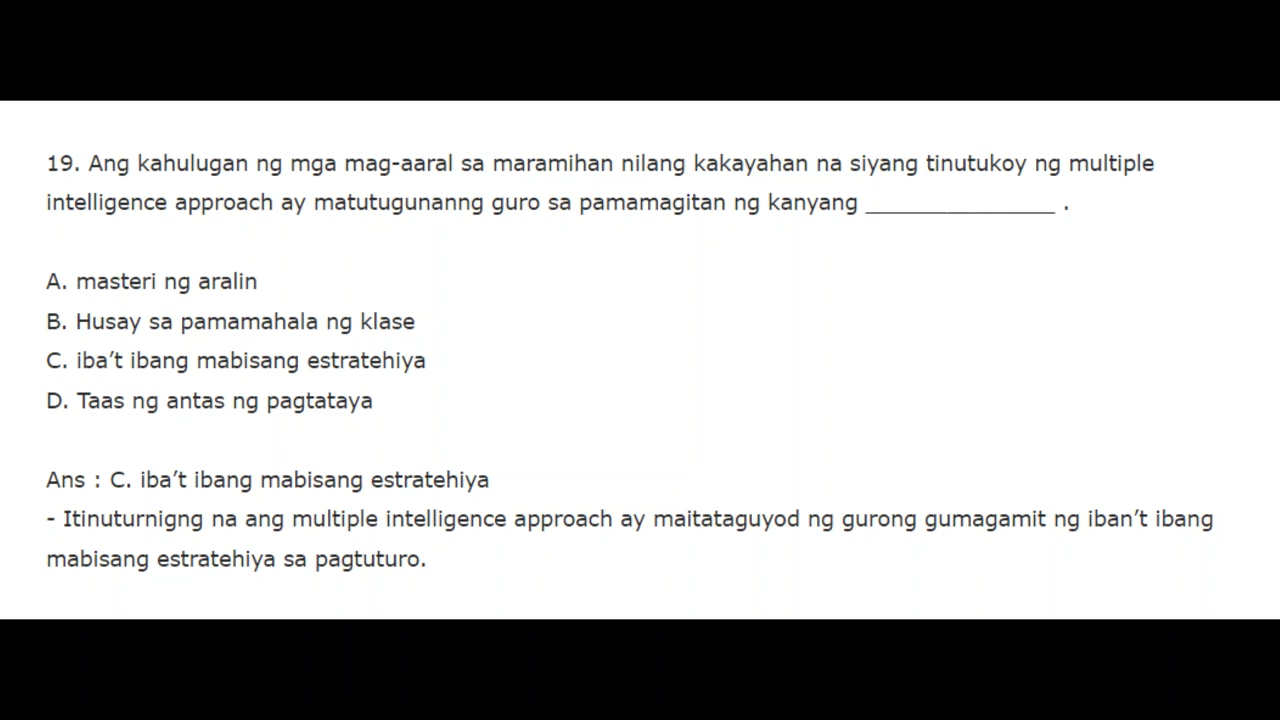 19. Ang kahulugan ng mga mag-aaral sa maramihan nilang kakayahan na siyang tinutukoy ng multiple
intelligence approach ay matutugunanng guro sa pamamagitan ng kanyang ________________ .
A. masteri ng aralin
B. Husay sa pamamahala ng klase
C. iba’t ibang mabisang estratehiya
D. Taas ng antas ng pagtataya
Ans : C. iba’t ibang mabisang estratehiya
- Itinuturnigng na ang multiple intelligence approach ay maitataguyod ng gurong gumagamit ng iban’t ibang
mabisang estratehiya sa pagtuturo.